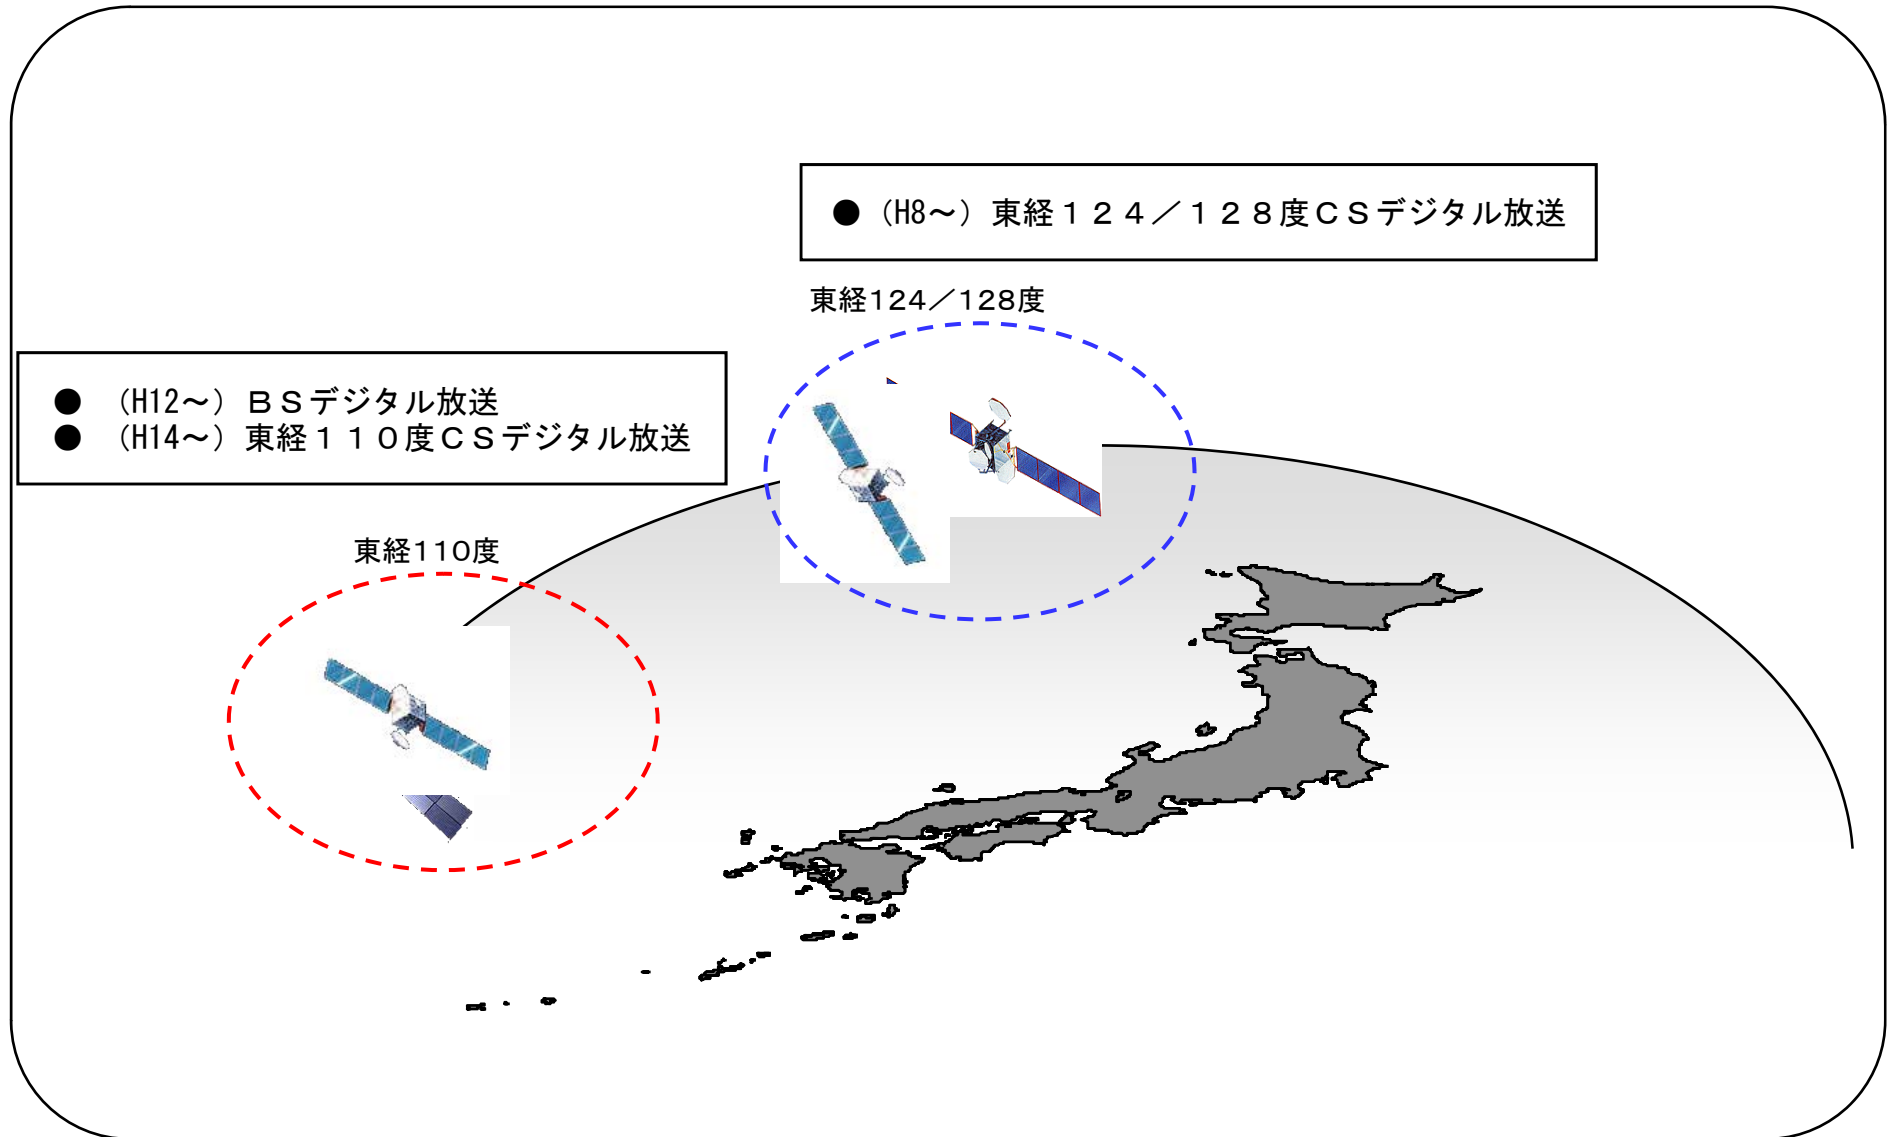 ●（H8～）東経１２４／１２８度ＣＳデジタル放送
東経124／128度
●　（H12～）ＢＳデジタル放送
●　（H14～）東経１１０度ＣＳデジタル放送
東経110度